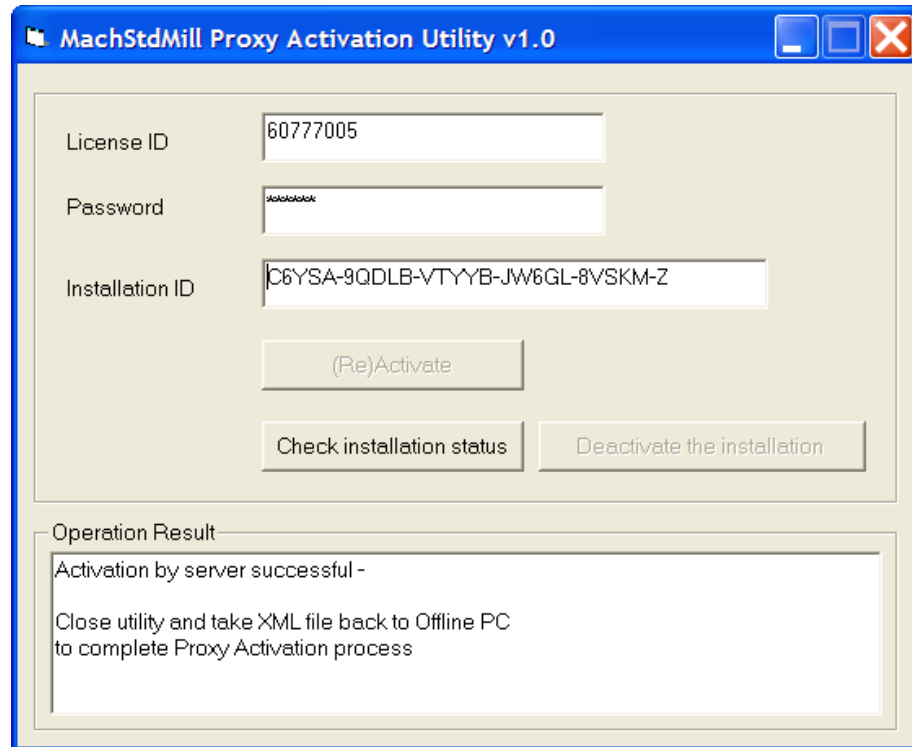 MachStdMill Proxy Activation Utility v1.0
License ID 60777005
Password ******
Installation ID C6YSA-9QDLB-VTYYB-JW6GL-8VSKM-Z
(Re)Activate
Check installation status Deactivate the installation
Operation Result
Activation by server successful -
Close utility and take XML file back to Offline PC
to complete Proxy Activation process